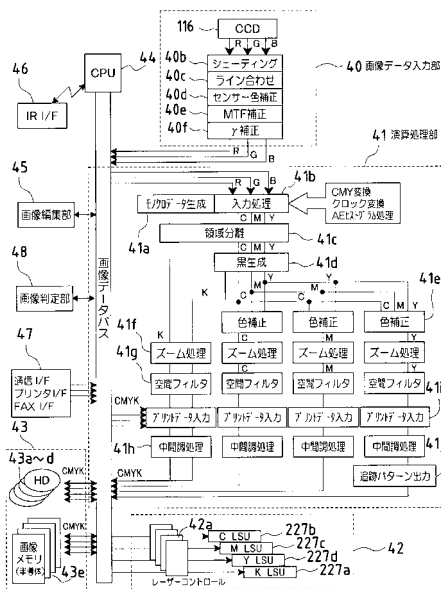 116
CCD
R G B
40b
シェーディング
40c
ライン合わせ
40d
センサー色補正
40e
MTF補正
40f
γ補正
40 画像データ入力部
46
IR I/F
CPU
44
R
G
B
41 演算処理部
45
画像編集部
48
画像判定部
47
通信 I/F
プリンタ I/F
FAX I/F
画像データバス
R G B
41b
モノクロデータ生成
入力処理
41a
CMY変換
クロック変換
AEヒストグラム処理
C M Y
領域分離
41c
C M Y
黒生成
41d
Y
M
C
K
C M Y
41e
色補正
色補正
色補正
41f
K
ズーム処理
ズーム処理
ズーム処理
ズーム処理
41g
C
M
Y
空間フィルタ
空間フィルタ
空間フィルタ
空間フィルタ
CMYK
プリントデータ入力
プリントデータ入力
プリントデータ入力
プリントデータ入力
41i
41h
中間調処理
中間調処理
中間調処理
中間調処理
追跡パターン出力
41j
43
43a~d
HD
CMYK
CMYK
画像
メモリ
(半導体)
43e
42a
レーザーコントロール
C LSU
227b
M LSU
227c
Y LSU
227d
K LSU
227a
42